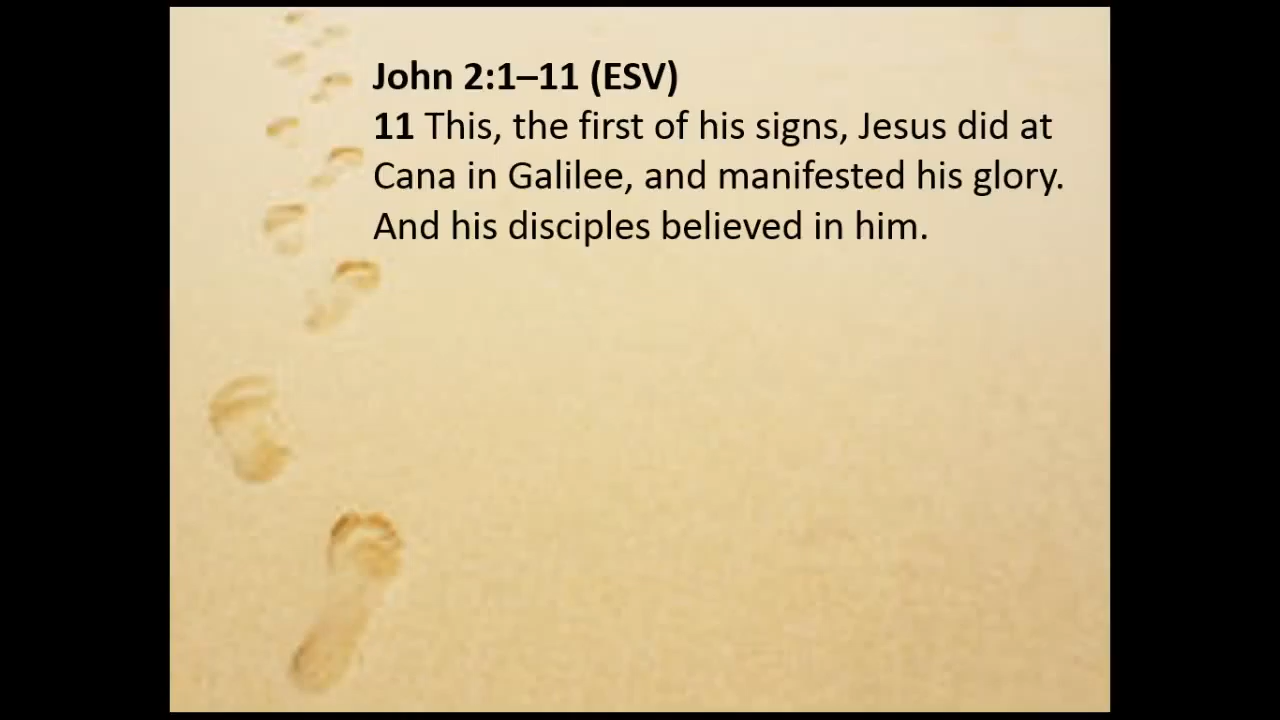 John 2:1–11 (ESV)
11 This, the first of his signs, Jesus did at
Cana in Galilee, and manifested his glory.
And his disciples believed in him.